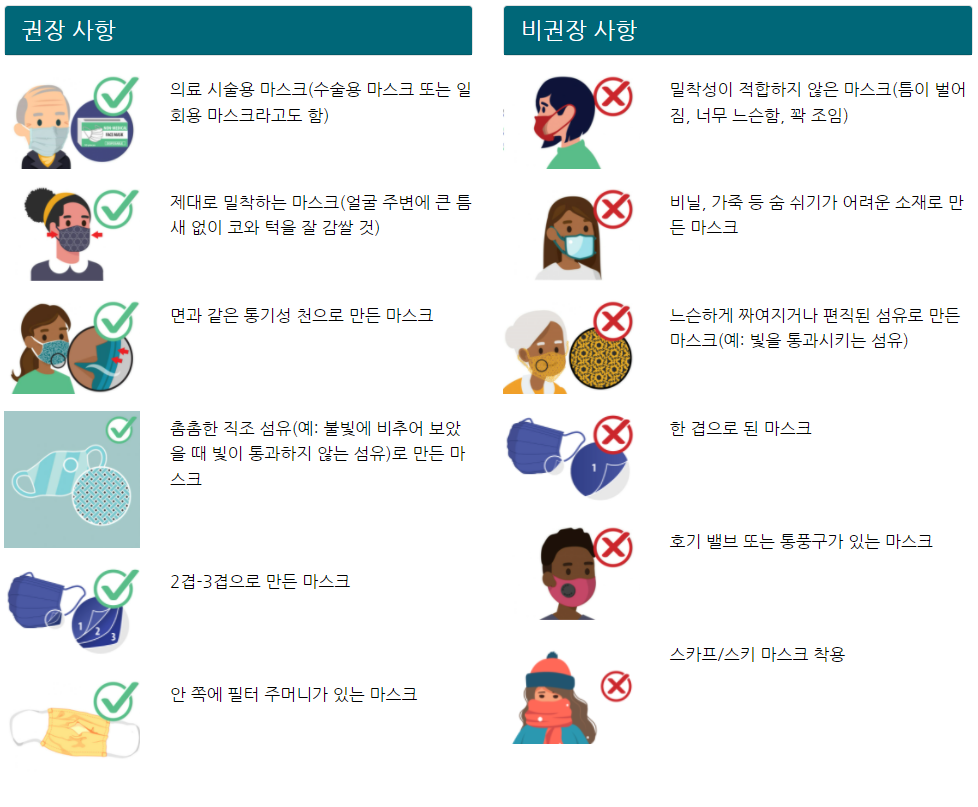 권장 사항
의료 시술용 마스크(수술용 마스크 또는 일
회용 마스크라고도 함)
제대로 밀착하는 마스크(얼굴 주변에 큰 틈
새 없이 코와 턱을 잘 감쌀 것)
면과 같은 통기성 천으로 만든 마스크
촘촘한 직조 섬유(예: 불빛에 비추어 보았
을 때 빛이 통과하지 않는 섬유)로 만든 마
스크
1
2
3
2겹-3겹으로 만든 마스크
안 쪽에 필터 주머니가 있는 마스크
비권장 사항
밀착성이 적합하지 않은 마스크(틈이 벌어
짐, 너무 느슨함, 꽉 조임)
비닐, 가죽 등 숨 쉬기가 어려운 소재로 만
든 마스크
느슨하게 짜여지거나 편직된 섬유로 만든
마스크(예: 빛을 통과시키는 섬유)
1
한 겹으로 된 마스크
호기 밸브 또는 통풍구가 있는 마스크
스카프/스키 마스크 착용